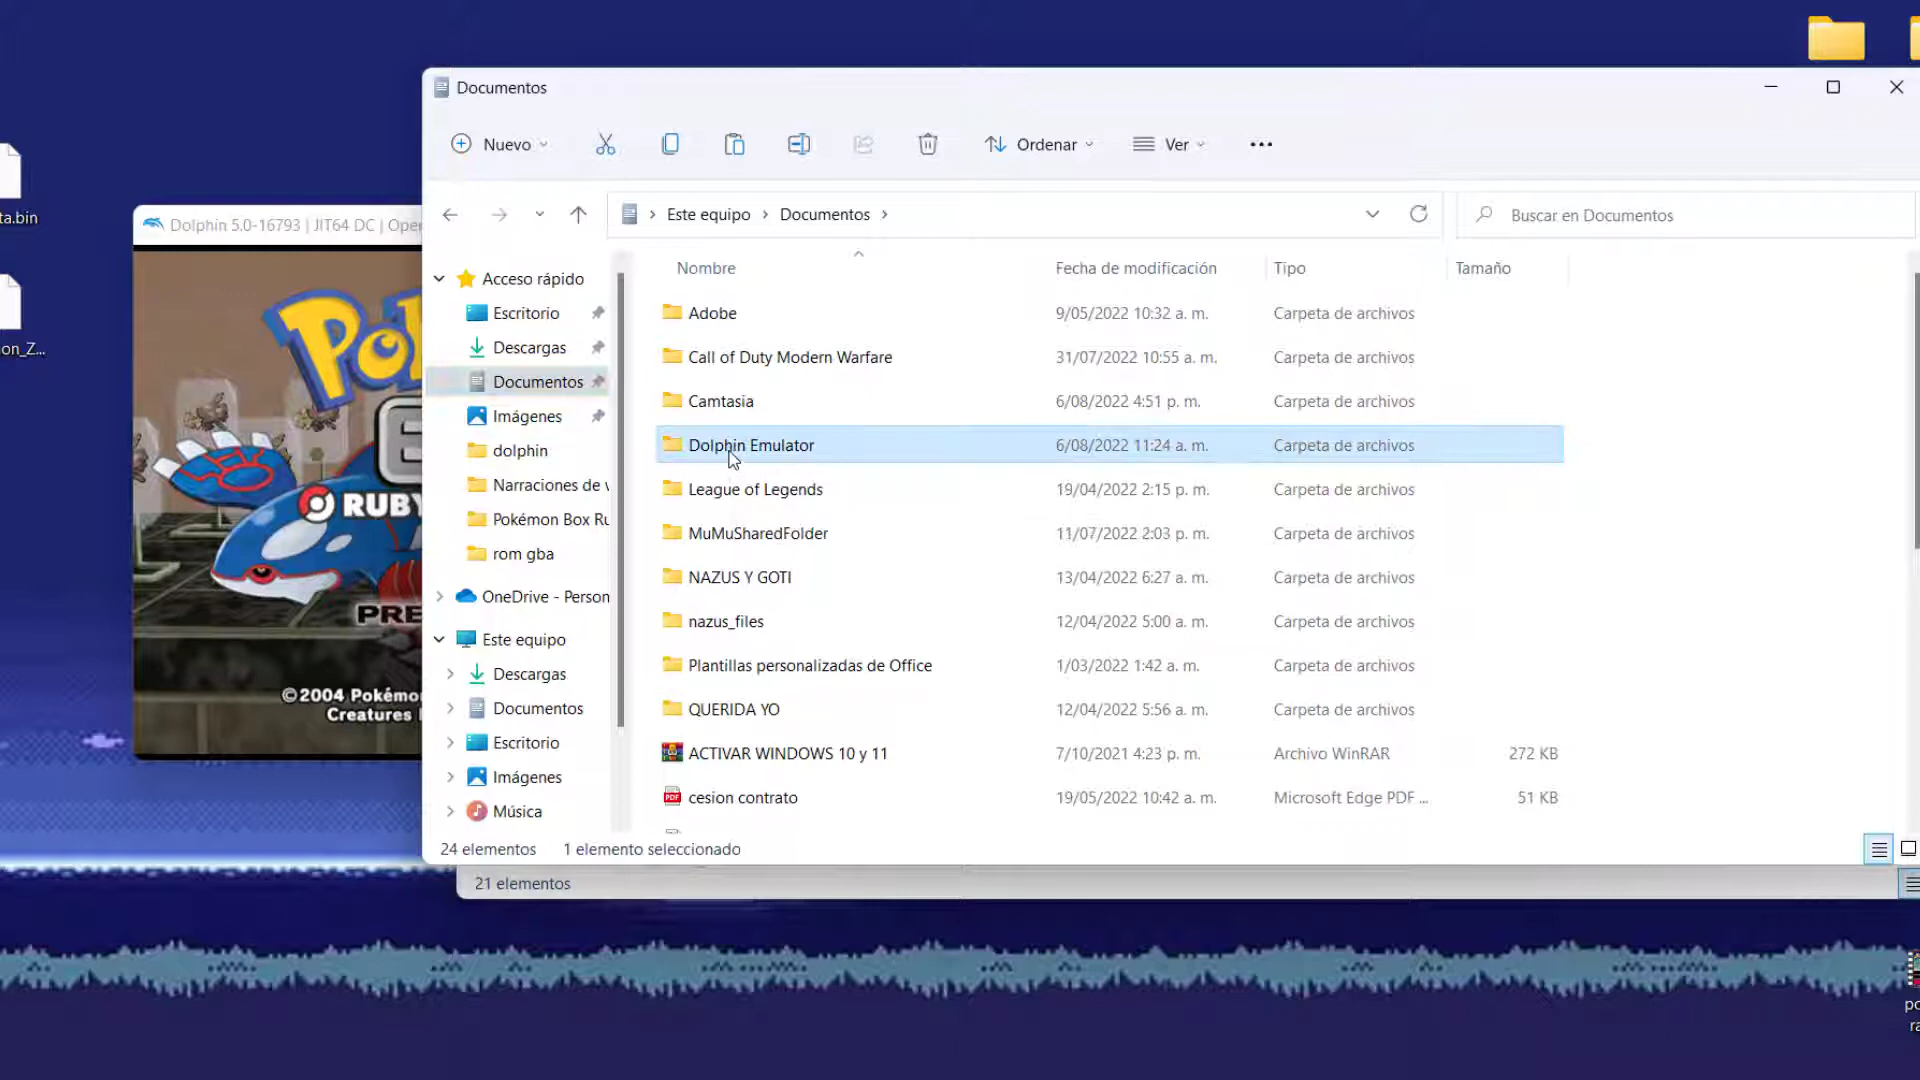 ta.bin
on_Z...
Dolphin 5.0-16793 | JIT64 DC | Oper
Pok
RUBY
PRE
©2004 Pokémo
Creatures
Documentos
Nuevo
Ordenar
Ver
Este equipo
Documentos
Buscar en Documentos
Acceso rápido
Escritorio
Descargas
Documentos
Imágenes
dolphin
Narraciones de v
Pokémon Box Ru
rom gba
OneDrive - Person
Este equipo
Descargas
Documentos
Escritorio
Imágenes
Música
Nombre Fecha de modificación Tipo Tamaño
Adobe 9/05/2022 10:32 a. m. Carpeta de archivos
Call of Duty Modern Warfare 31/07/2022 10:55 a. m. Carpeta de archivos
Camtasia 6/08/2022 4:51 p. m. Carpeta de archivos
Dolphin Emulator 6/08/2022 11:24 a. m. Carpeta de archivos
League of Legends 19/04/2022 2:15 p. m. Carpeta de archivos
MuMuSharedFolder 11/07/2022 2:03 p. m. Carpeta de archivos
NAZUS Y GOTI 13/04/2022 6:27 a. m. Carpeta de archivos
nazus_files 12/04/2022 5:00 a. m. Carpeta de archivos
Plantillas personalizadas de Office 1/03/2022 1:42 a. m. Carpeta de archivos
QUERIDA YO 12/04/2022 5:56 a. m. Carpeta de archivos
ACTIVAR WINDOWS 10 y 11 7/10/2021 4:23 p. m. Archivo WinRAR 272 KB
cesion contrato 19/05/2022 10:42 a. m. Microsoft Edge PDF ... 51 KB
24 elementos 1 elemento seleccionado
21 elementos